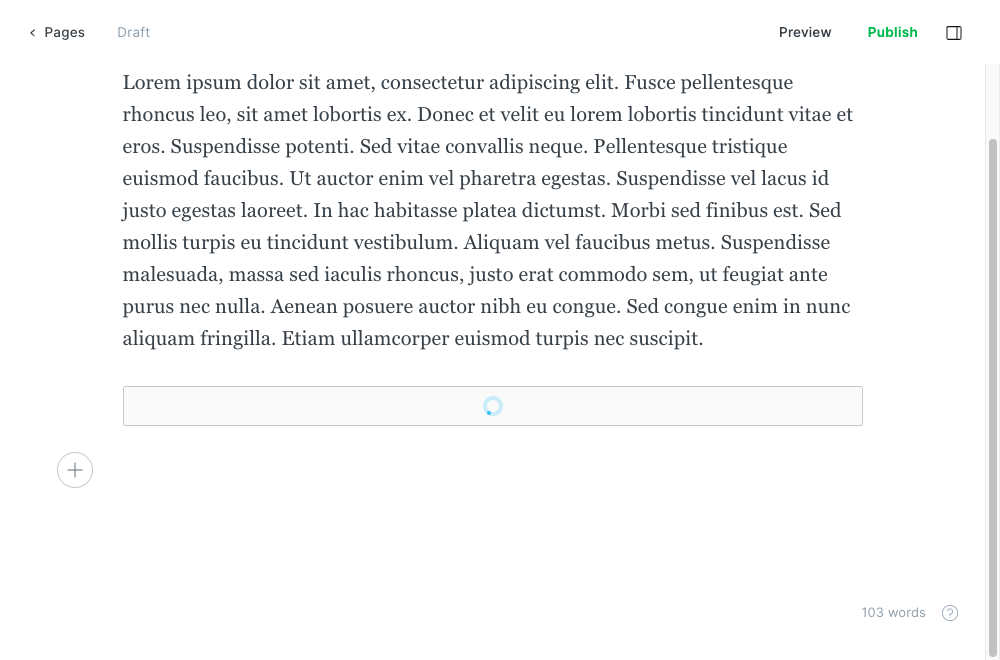 Pages
Draft
Preview
Publish
Lorem ipsum dolor sit amet, consectetur adipiscing elit. Fusce pellentesque
rhoncus leo, sit amet lobortis ex. Donec et velit eu lorem lobortis tincidunt vitae et
eros. Suspendisse potenti. Sed vitae convallis neque. Pellentesque tristique
euismod faucibus. Ut auctor enim vel pharetra egestas. Suspendisse vel lacus id
justo egestas laoreet. In hac habitasse platea dictumst. Morbi sed finibus est. Sed
mollis turpis eu tincidunt vestibulum. Aliquam vel faucibus metus. Suspendisse
malesuada, massa sed iaculis rhoncus, justo erat commodo sem, ut feugiat ante
purus nec nulla. Aenean posuere auctor nibh eu congue. Sed congue enim in nunc
aliquam fringilla. Etiam ullamcorper euismod turpis nec suscipit.
103 words
?